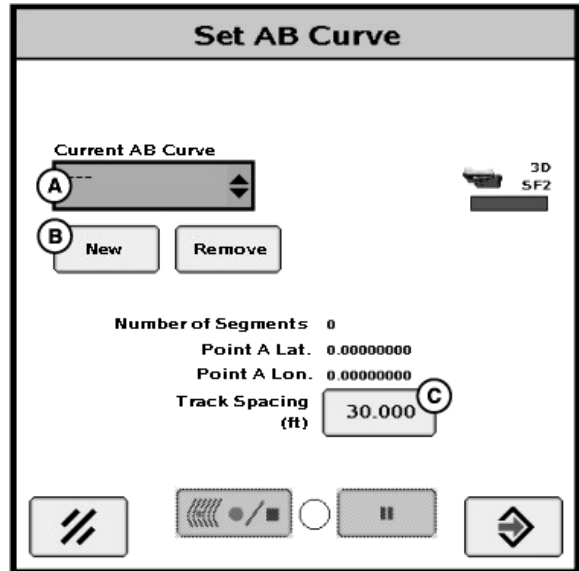 Set AB Curve
Current AB Curve
A ---
3D
SF2
B New Remove
Number of Segments 0
Point A Lat. 0.00000000
Point A Lon. 0.00000000
Track Spacing
(ft) 30.000 C